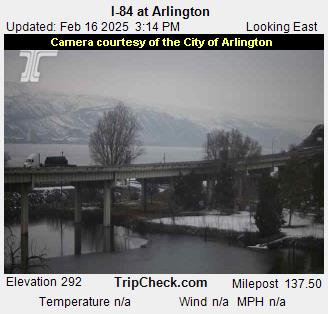 I-84 at Arlington
Updated: Feb 16 2025 3:14 PM Looking East
Camera courtesy of the City of Arlington
Elevation 292 TripCheck.com Milepost 137.50
Temperature n/a Wind n/a MPH n/a